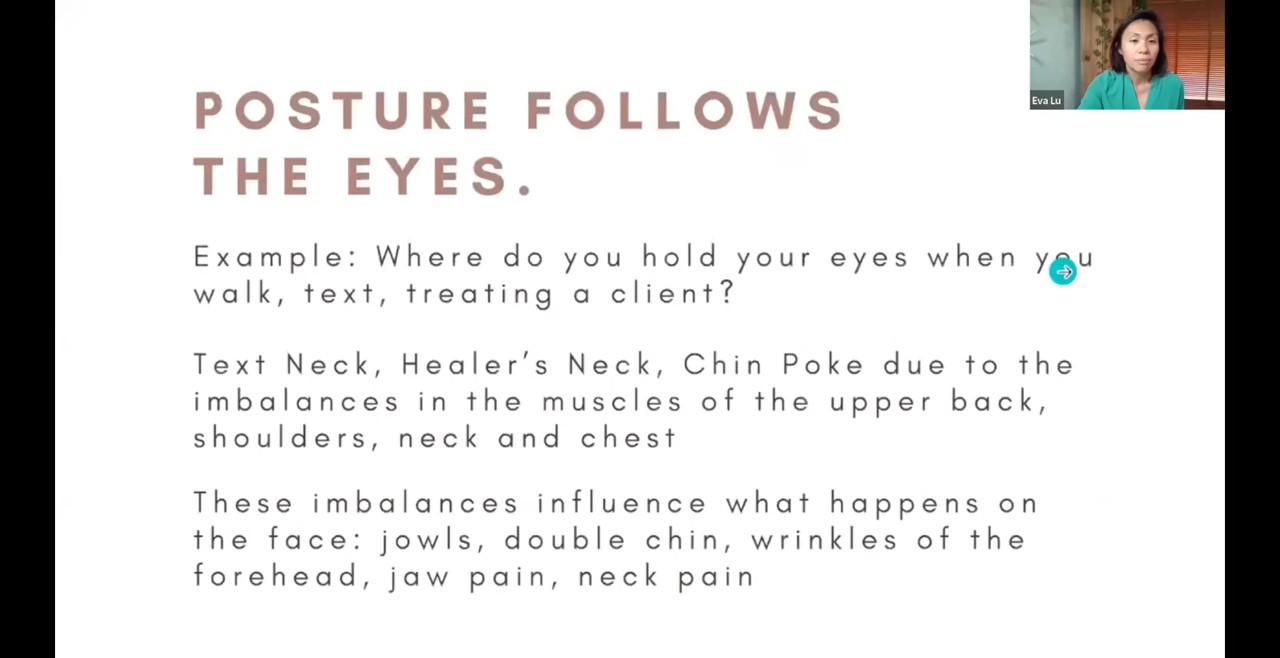 POSTURE FOLLOWS
THE EYES.
Eva Lu
Example: Where do you hold your eyes when you
walk, text, treating a client?
Text Neck, Healer's Neck, Chin Poke due to the
imbalances in the muscles of the upper back,
shoulders, neck and chest
These imbalances influence what happens on
the face: jowls, double chin, wrinkles of the
forehead, jaw pain, neck pain